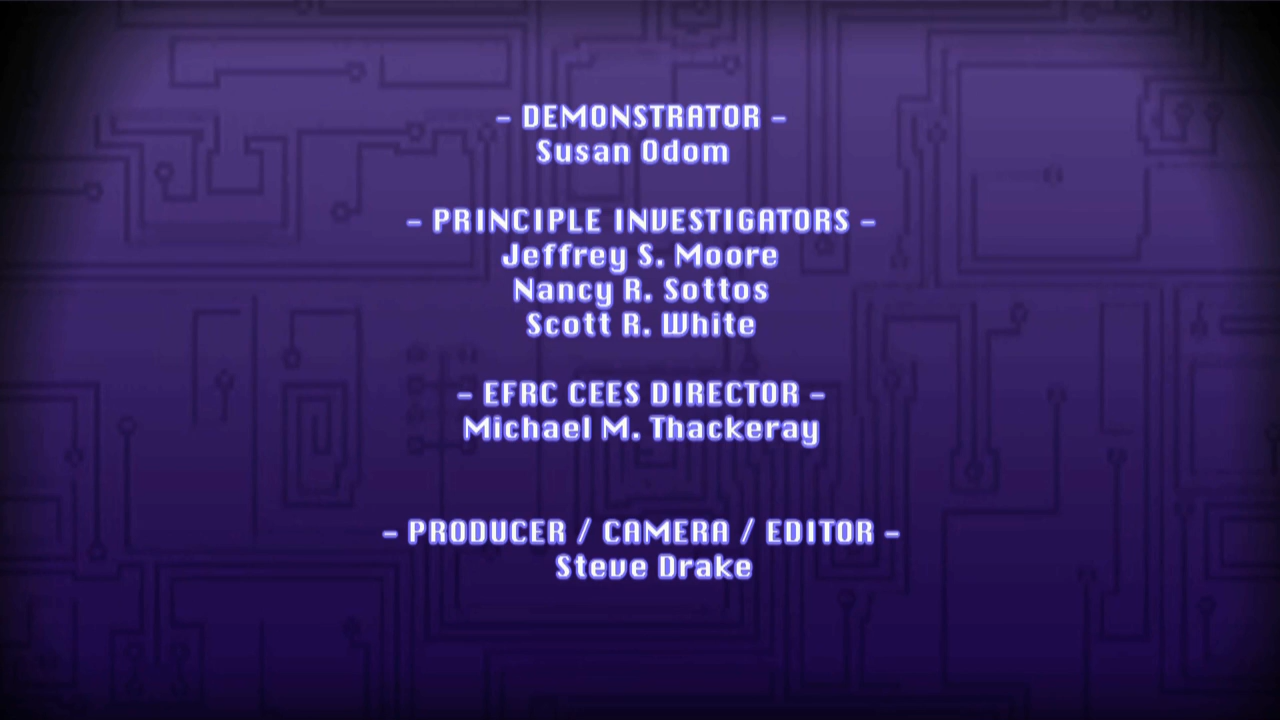 - DEMONSTRATOR -
Susan Odom
- PRINCIPLE INVESTIGATORS -
Jeffrey S. Moore
Nancy R. Sottos
Scott R. White
- EFRC CEES DIRECTOR -
Michael M. Thackeray
- PRODUCER / CAMERA / EDITOR -
Steve Drake